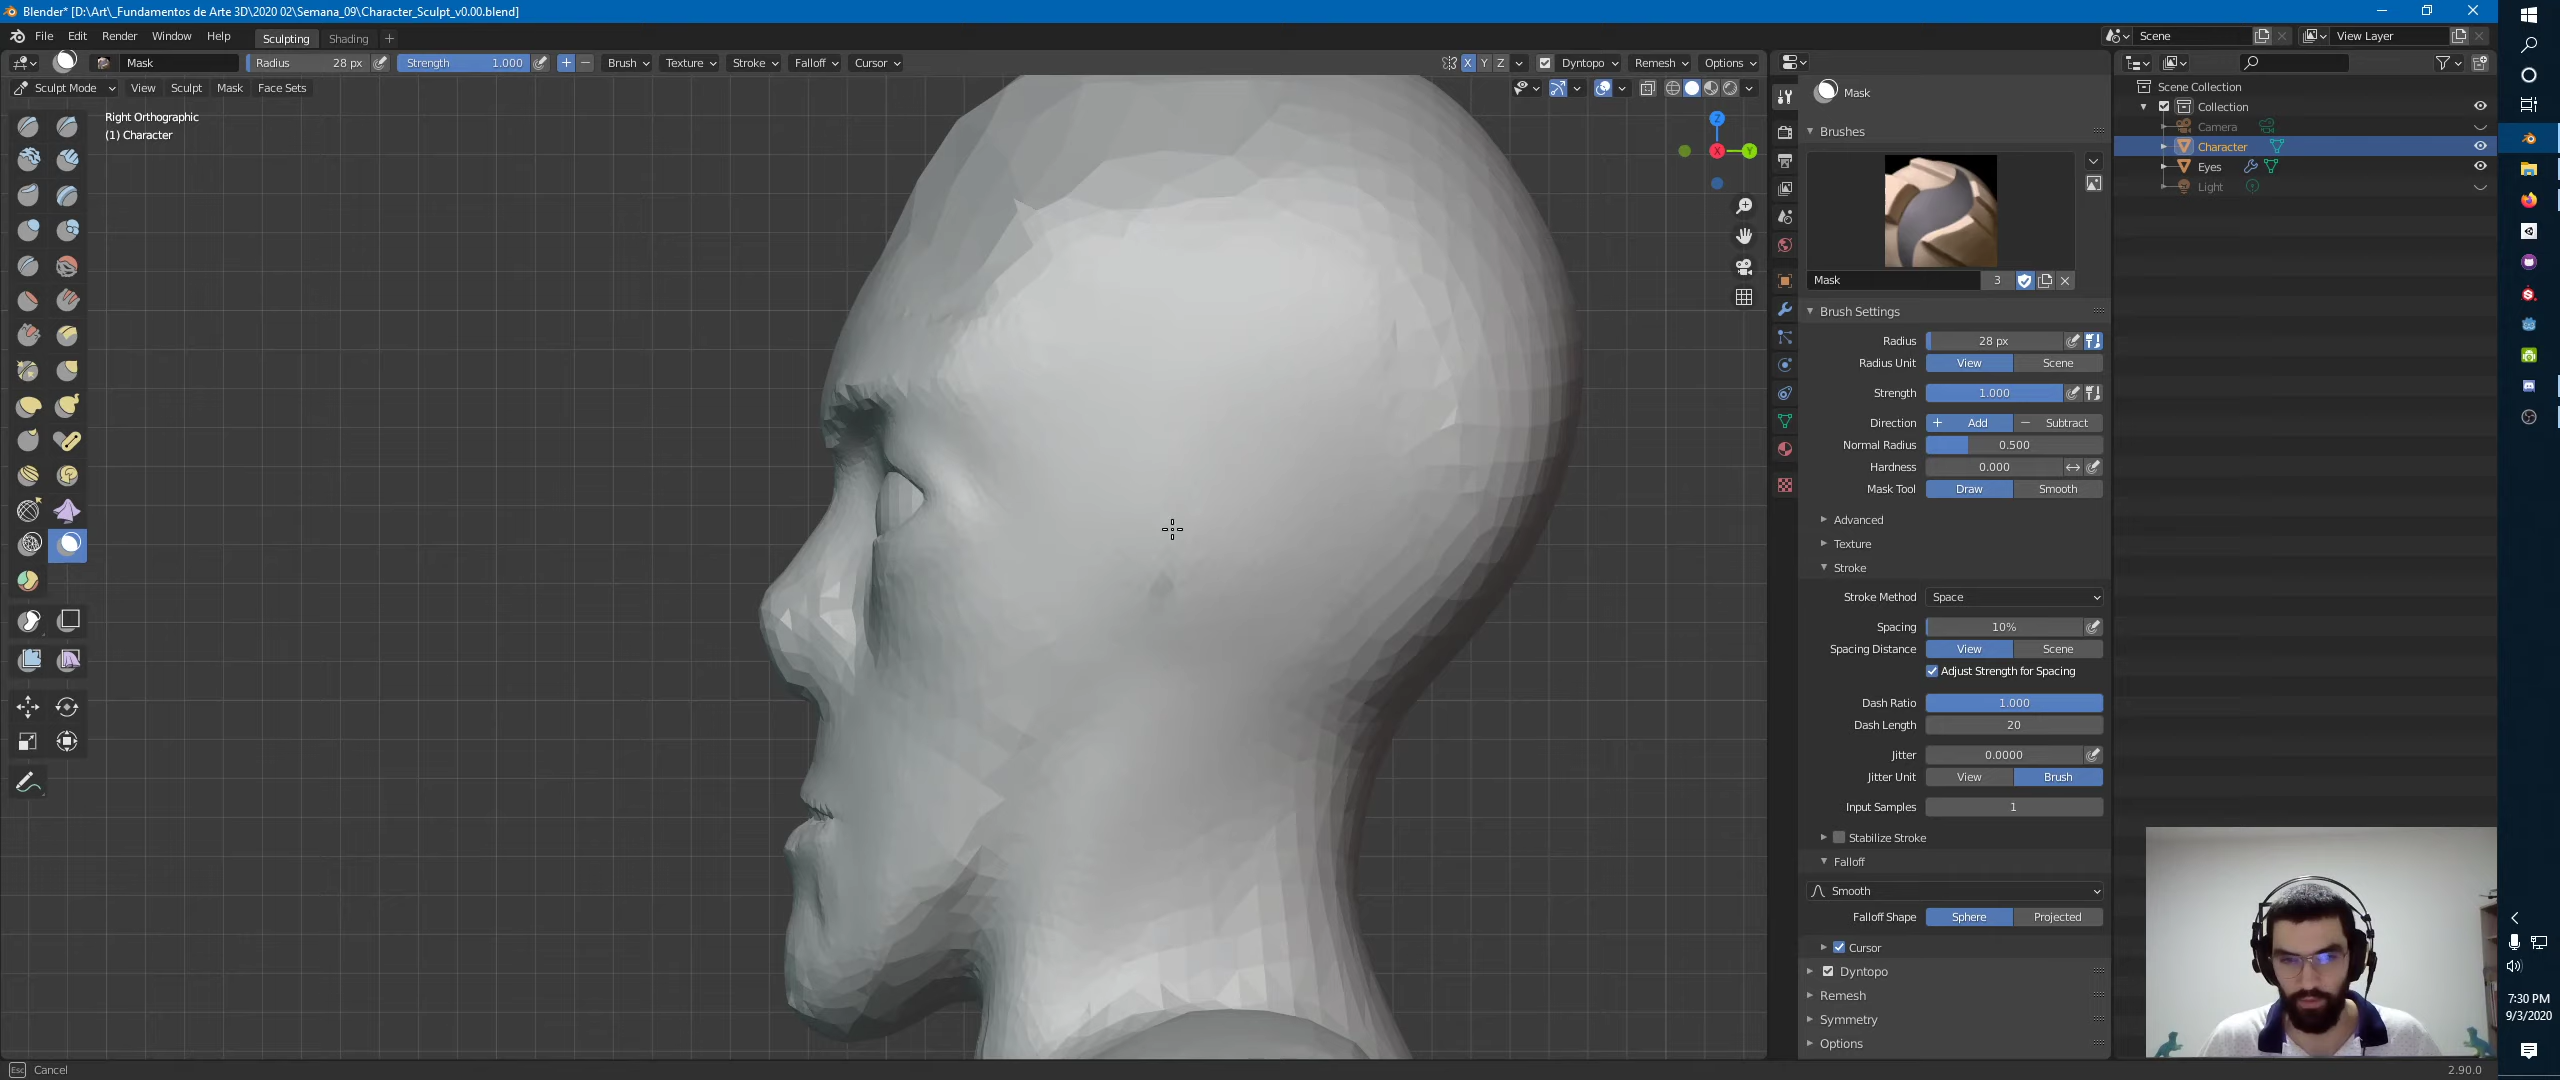 Blender* [D:\Art\_Fundamentos de Arte 3D\2020 02\Semana_09\Character_Sculpt_v0.00.blend]
File Edit Render Window Help Sculpting Shading + Scene View Layer
Mask Radius 28 px Strength 1.000 + − Brush Texture Stroke Falloff Cursor X Y Z Dyntopo Remesh Options
Sculpt Mode View Sculpt Mask Face Sets
Right Orthographic
(1) Character
Z
X
Y
Mask
Brushes
Mask 3
Brush Settings
Radius 28 px
Radius Unit View Scene
Strength 1.000
Direction + Add − Subtract
Normal Radius 0.500
Hardness 0.000
Mask Tool Draw Smooth
Advanced
Texture
Stroke
Stroke Method Space
Spacing 10%
Spacing Distance View Scene
Adjust Strength for Spacing
Dash Ratio 1.000
Dash Length 20
Jitter 0.0000
Jitter Unit View Brush
Input Samples 1
Stabilize Stroke
Falloff
Smooth
Falloff Shape Sphere Projected
Cursor
Dyntopo
Remesh
Symmetry
Options
Scene Collection
Collection
Camera
Character
Eyes
Light
7:30 PM
9/3/2020
Esc Cancel
2.90.0